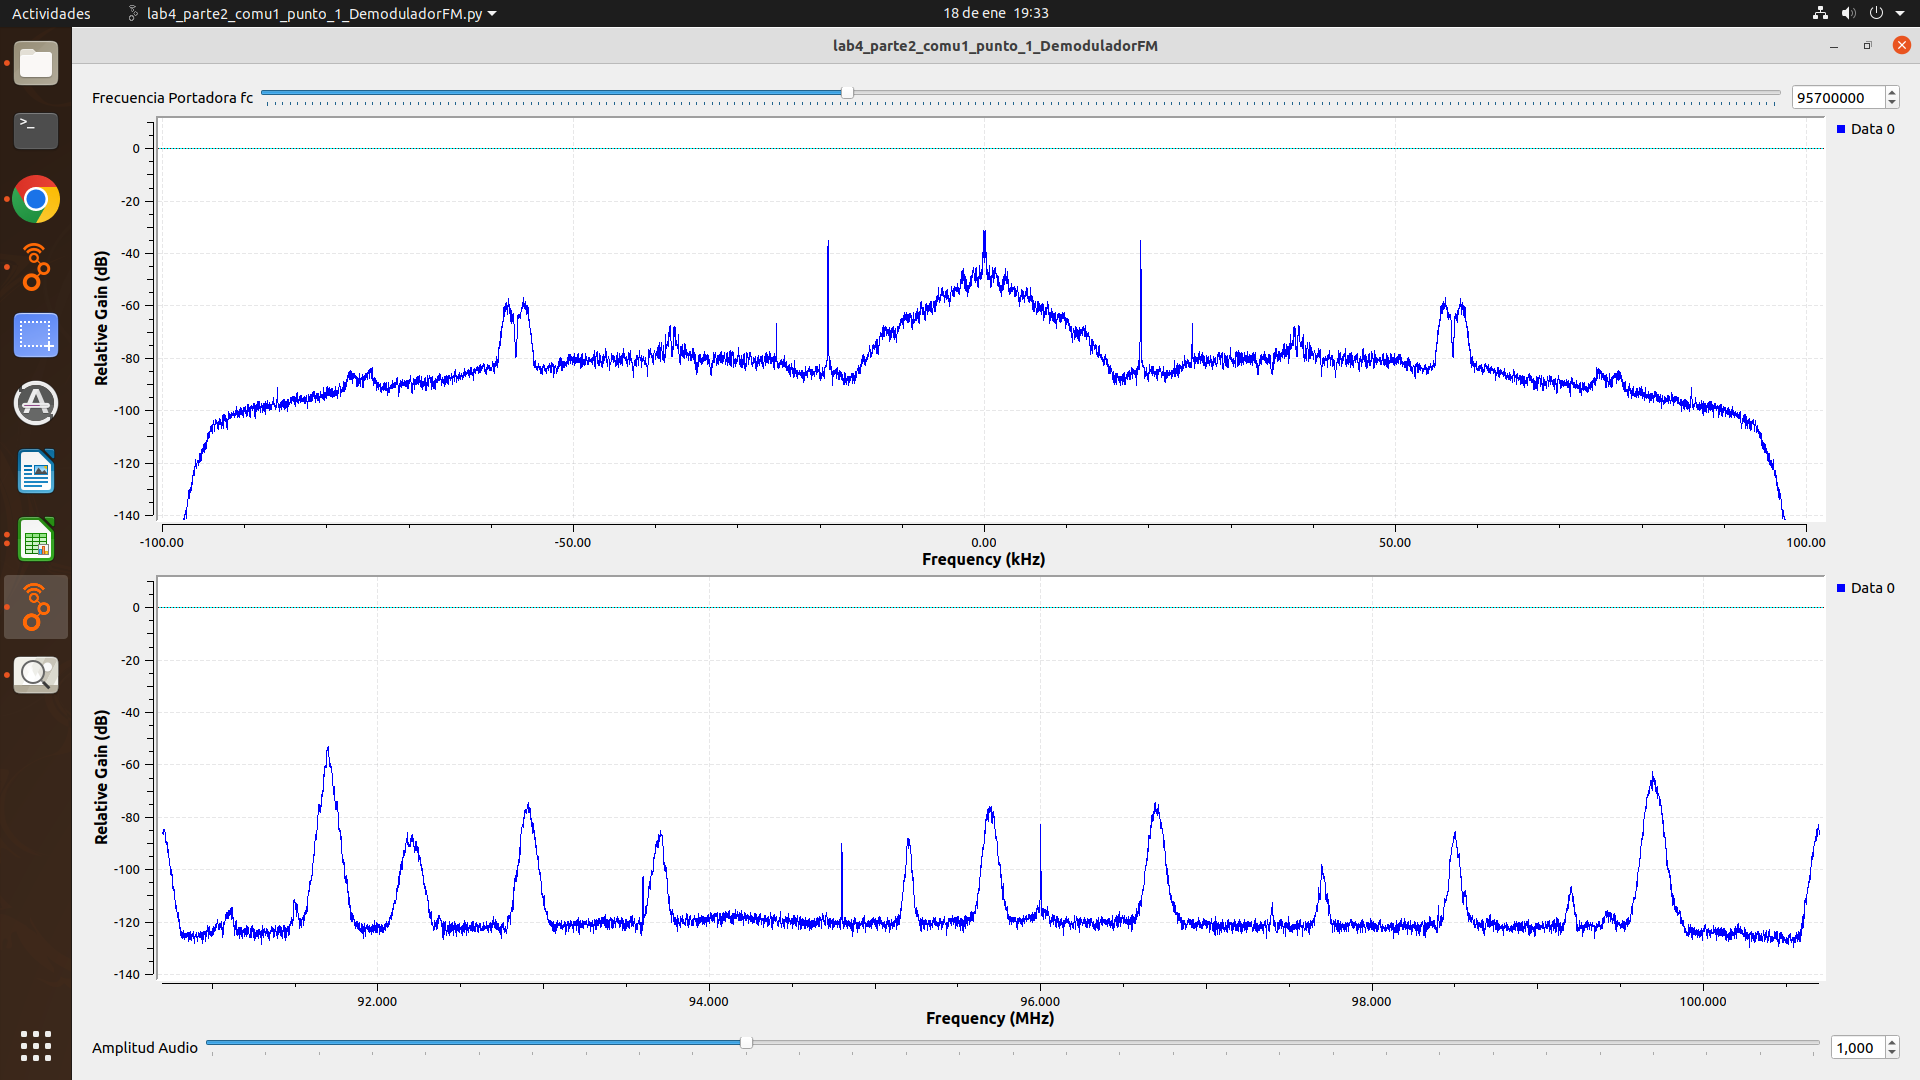 Actividades lab4_parte2_comu1_punto_1_DemoduladorFM.py 18 de ene 19:33
lab4_parte2_comu1_punto_1_DemoduladorFM
Frecuencia Portadora fc 95700000
Data 0
0
-20
-40
-60
-80
-100
-120
-140
Relative Gain (dB)
-100.00 -50.00 0.00 50.00 100.00
Frequency (kHz)
Data 0
0
-20
-40
-60
-80
-100
-120
-140
Relative Gain (dB)
92.000 94.000 96.000 98.000 100.000
Frequency (MHz)
Amplitud Audio 1,000